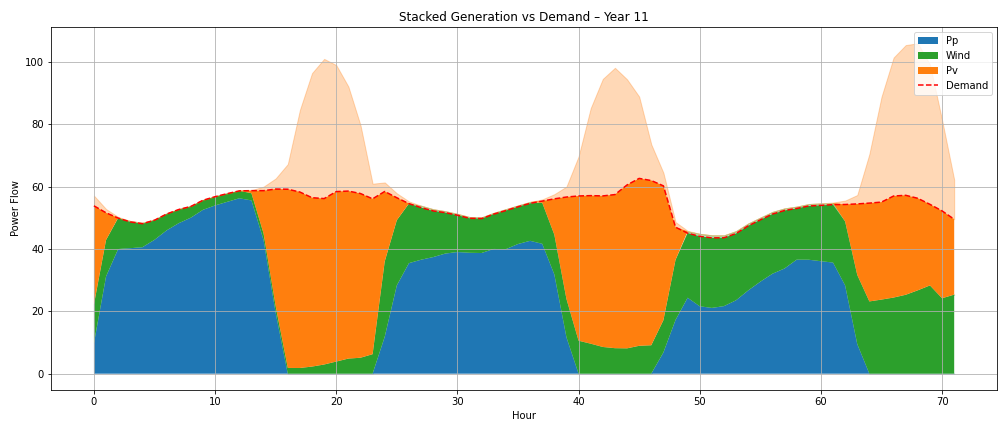 Stacked Generation vs Demand – Year 11
Power Flow
100
80
60
40
20
0
0 10 20 30 40 50 60 70
Hour
Pp
Wind
Pv
Demand